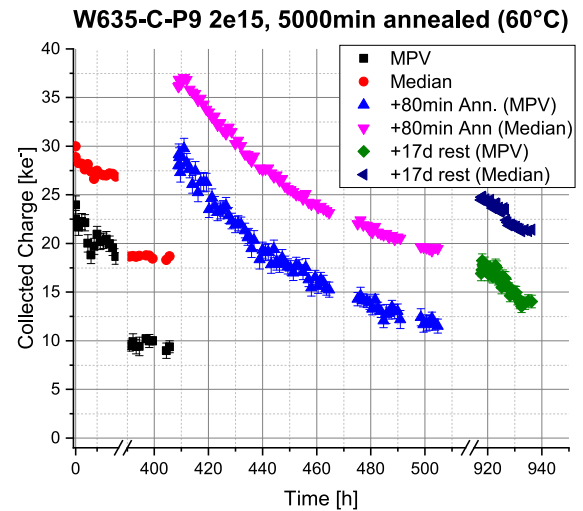 W635-C-P9 2e15, 5000min annealed (60°C)
MPV
Median
+80min Ann. (MPV)
+80min Ann (Median)
+17d rest (MPV)
+17d rest (Median)
Collected Charge [ke⁻]
40
35
30
25
20
15
10
5
0
0 400 420 440 460 480 500 920 940
Time [h]